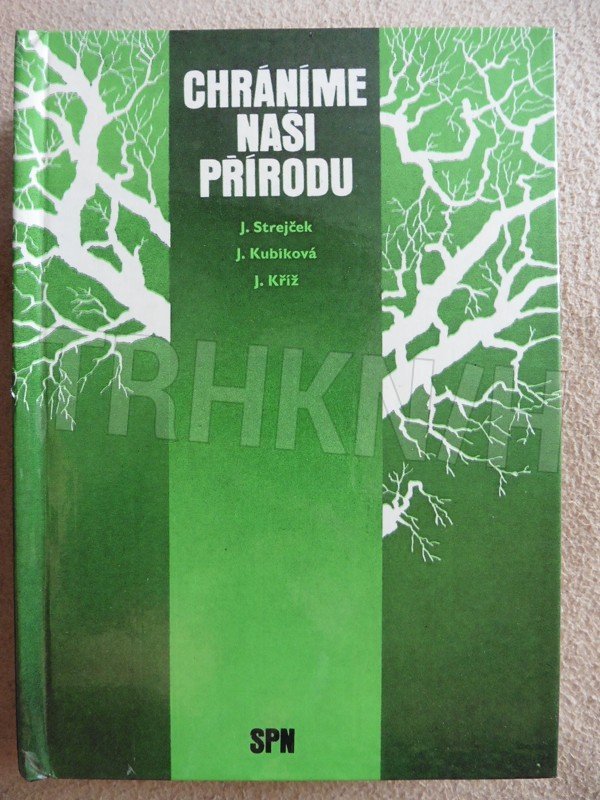 CHRÁNÍME
NAŠI
PŘÍRODU
J. Strejček
J. Kubíková
J. Kříž
TRHKNIH
SPN